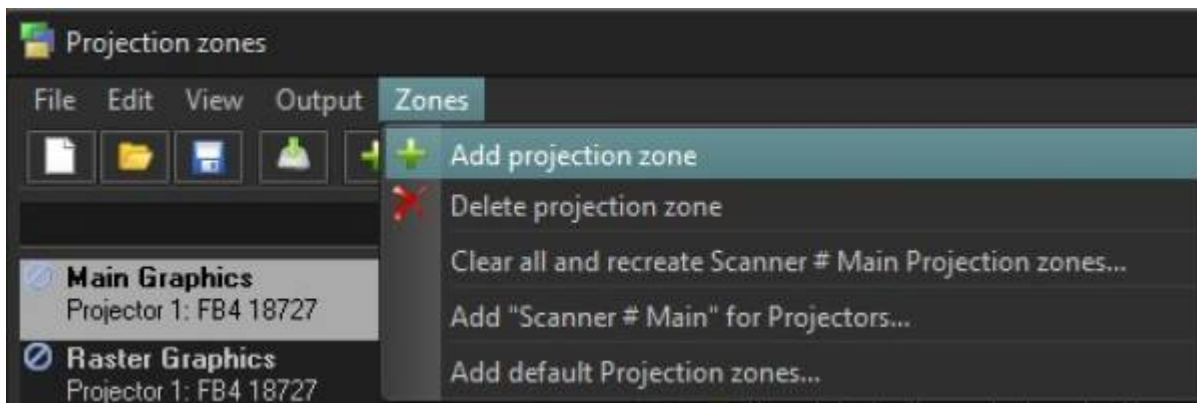 Projection zones
File Edit View Output Zones
Add projection zone
Delete projection zone
Clear all and recreate Scanner # Main Projection zones...
Add "Scanner # Main" for Projectors...
Add default Projection zones...
Main Graphics
Projector 1: FB4 18727
Raster Graphics
Projector 1: FB4 18727